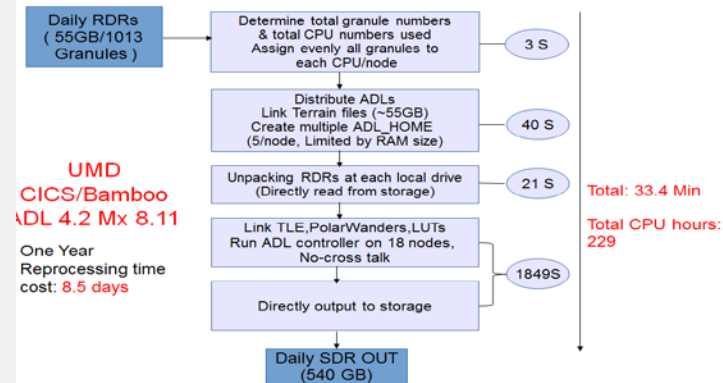 Daily RDRs
( 55GB/1013
Granules )
Determine total granule numbers
& total CPU numbers used
Assign evenly all granules to
each CPU/node
3 S
Distribute ADLs
Link Terrain files (~55GB)
Create multiple ADL_HOME
(5/node, Limited by RAM size)
40 S
Unpacking RDRs at each local drive
(Directly read from storage)
21 S
UMD
CICS/Bamboo
ADL 4.2 Mx 8.11
One Year
Reprocessing time
cost: 8.5 days
Link TLE,PolarWanders,LUTs
Run ADL controller on 18 nodes,
No-cross talk
1849S
Directly output to storage
Daily SDR OUT
(540 GB)
Total: 33.4 Min
Total CPU hours:
229